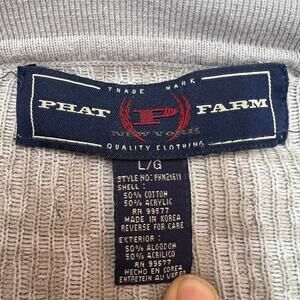 TRADE MARK
PHAT P FARM
NEW YORK
QUALITY CLOTHING
L/G
STYLE NO: PHM21611
SHELL:
50% COTTON
50% ACRYLIC
RN 99577
MADE IN KOREA
REVERSE FOR CARE
EXTERIOR:
50% ALGODON
50% ACRILICO
RN 99577
HECHO EN COREA